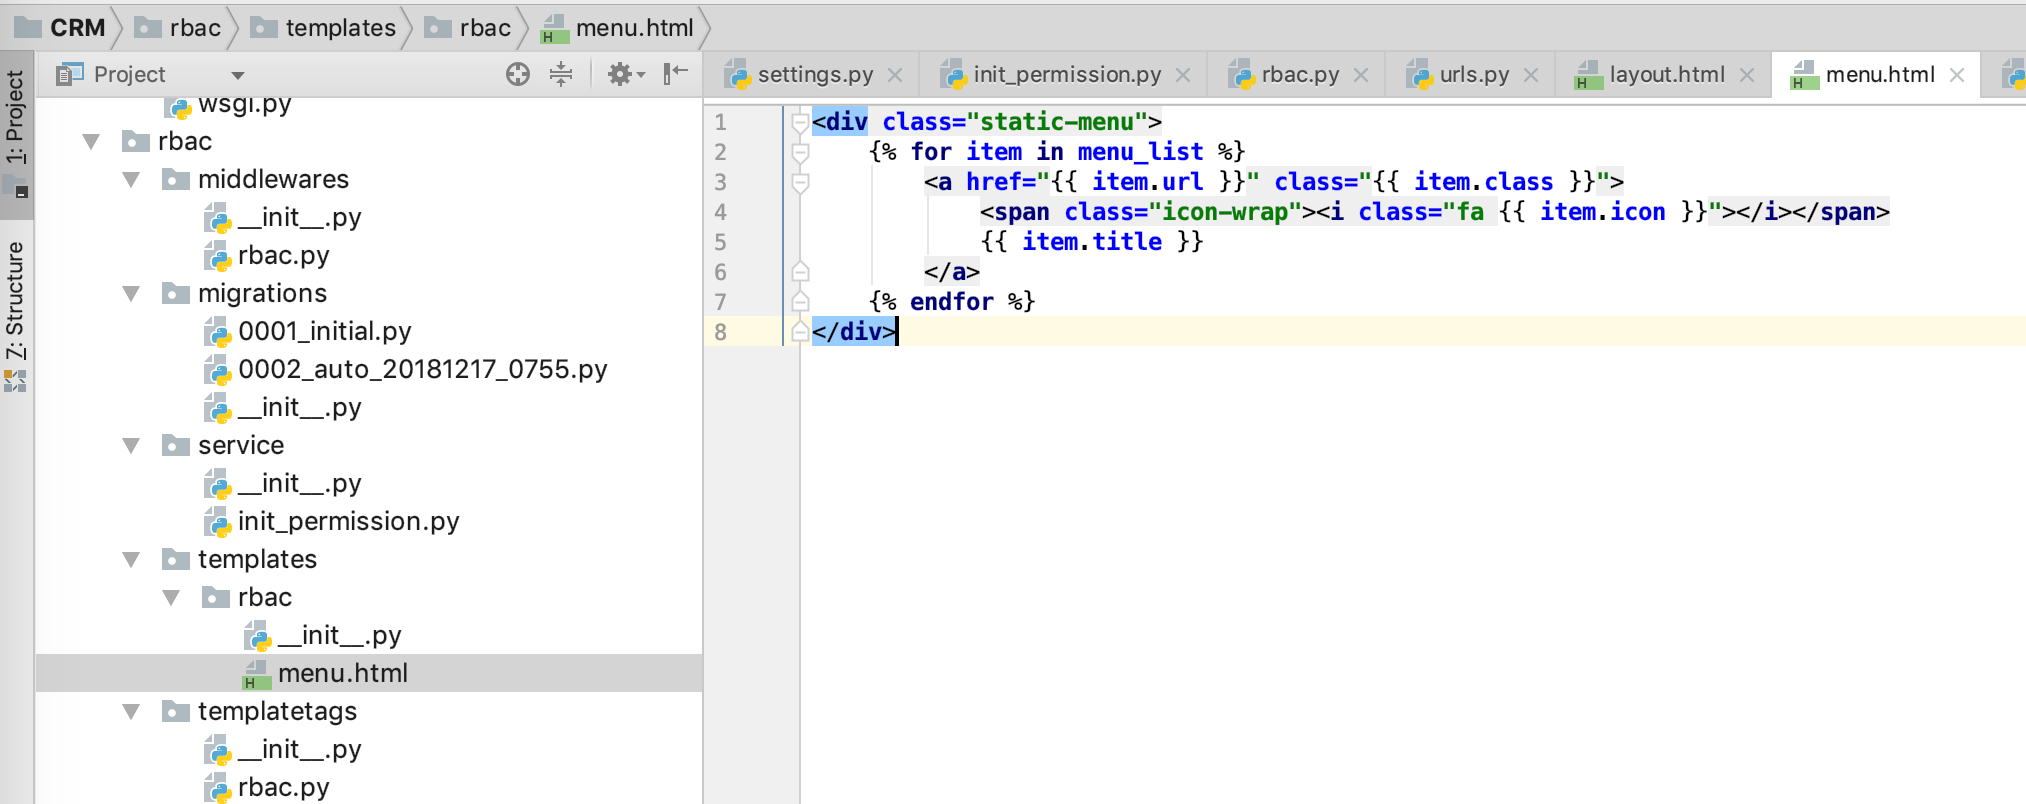 CRM rbac templates rbac menu.html
1: Project
7: Structure
Project
wsgi.py
rbac
middlewares
__init__.py
rbac.py
migrations
0001_initial.py
0002_auto_20181217_0755.py
__init__.py
service
__init__.py
init_permission.py
templates
rbac
__init__.py
menu.html
templatetags
__init__.py
rbac.py
settings.py init_permission.py rbac.py urls.py layout.html menu.html
1 <div class="static-menu">
2     {% for item in menu_list %}
3         <a href="{{ item.url }}" class="{{ item.class }}">
4             <span class="icon-wrap"><i class="fa {{ item.icon }}"></i></span>
5             {{ item.title }}
6         </a>
7     {% endfor %}
8 </div>